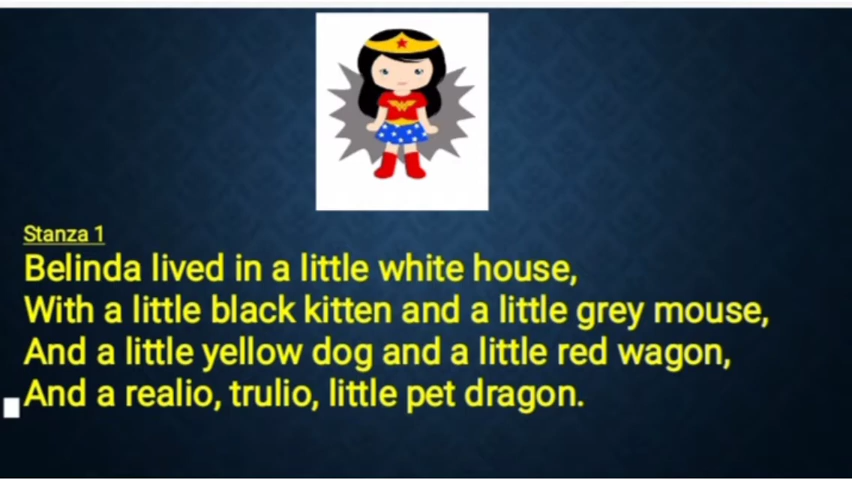 Stanza 1
Belinda lived in a little white house,
With a little black kitten and a little grey mouse,
And a little yellow dog and a little red wagon,
And a realio, trulio, little pet dragon.